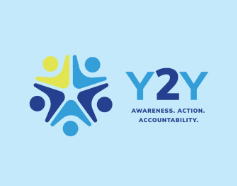 Y2Y
AWARENESS. ACTION.
ACCOUNTABILITY.